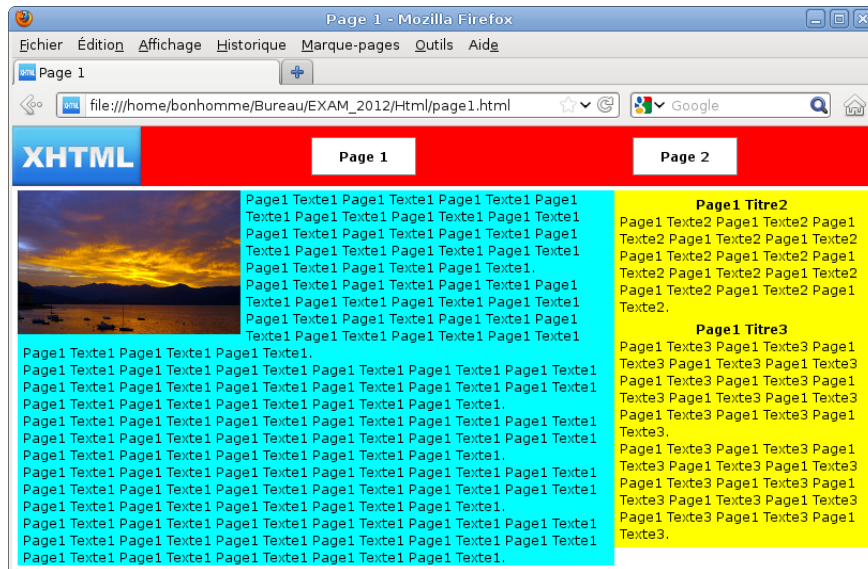 Page 1 - Mozilla Firefox
Fichier Édition Affichage Historique Marque-pages Outils Aide
XHTML Page 1
XHTML file:///home/bonhomme/Bureau/EXAM_2012/Html/page1.html Google
XHTML Page 1 Page 2
Page1 Texte1 Page1 Texte1 Page1 Texte1 Page1
Texte1 Page1 Texte1 Page1 Texte1 Page1 Texte1
Page1 Texte1 Page1 Texte1 Page1 Texte1 Page1
Texte1 Page1 Texte1 Page1 Texte1 Page1 Texte1
Page1 Texte1 Page1 Texte1 Page1 Texte1.
Page1 Texte1 Page1 Texte1 Page1 Texte1 Page1
Texte1 Page1 Texte1 Page1 Texte1 Page1 Texte1
Page1 Texte1 Page1 Texte1 Page1 Texte1 Page1
Texte1 Page1 Texte1 Page1 Texte1 Page1 Texte1
Page1 Texte1 Page1 Texte1 Page1 Texte1.
Page1 Texte1 Page1 Texte1 Page1 Texte1 Page1 Texte1 Page1 Texte1 Page1 Texte1
Page1 Texte1 Page1 Texte1 Page1 Texte1 Page1 Texte1 Page1 Texte1 Page1 Texte1
Page1 Texte1 Page1 Texte1 Page1 Texte1 Page1 Texte1 Page1 Texte1.
Page1 Texte1 Page1 Texte1 Page1 Texte1 Page1 Texte1 Page1 Texte1 Page1 Texte1
Page1 Texte1 Page1 Texte1 Page1 Texte1 Page1 Texte1 Page1 Texte1 Page1 Texte1
Page1 Texte1 Page1 Texte1 Page1 Texte1 Page1 Texte1 Page1 Texte1.
Page1 Texte1 Page1 Texte1 Page1 Texte1 Page1 Texte1 Page1 Texte1 Page1 Texte1
Page1 Texte1 Page1 Texte1 Page1 Texte1 Page1 Texte1 Page1 Texte1 Page1 Texte1
Page1 Texte1 Page1 Texte1 Page1 Texte1 Page1 Texte1 Page1 Texte1.
Page1 Texte1 Page1 Texte1 Page1 Texte1 Page1 Texte1 Page1 Texte1 Page1 Texte1
Page1 Texte1 Page1 Texte1 Page1 Texte1 Page1 Texte1 Page1 Texte1 Page1 Texte1
Page1 Texte1 Page1 Texte1 Page1 Texte1 Page1 Texte1 Page1 Texte1.
Page1 Titre2
Page1 Texte2 Page1 Texte2 Page1
Texte2 Page1 Texte2 Page1 Texte2
Page1 Texte2 Page1 Texte2 Page1
Texte2 Page1 Texte2 Page1 Texte2
Page1 Texte2 Page1 Texte2 Page1
Texte2.
Page1 Titre3
Page1 Texte3 Page1 Texte3 Page1
Texte3 Page1 Texte3 Page1 Texte3
Page1 Texte3 Page1 Texte3 Page1
Texte3 Page1 Texte3 Page1 Texte3
Page1 Texte3 Page1 Texte3 Page1
Texte3.
Page1 Texte3 Page1 Texte3 Page1
Texte3 Page1 Texte3 Page1 Texte3
Page1 Texte3 Page1 Texte3 Page1
Texte3 Page1 Texte3 Page1 Texte3
Page1 Texte3 Page1 Texte3 Page1
Texte3.